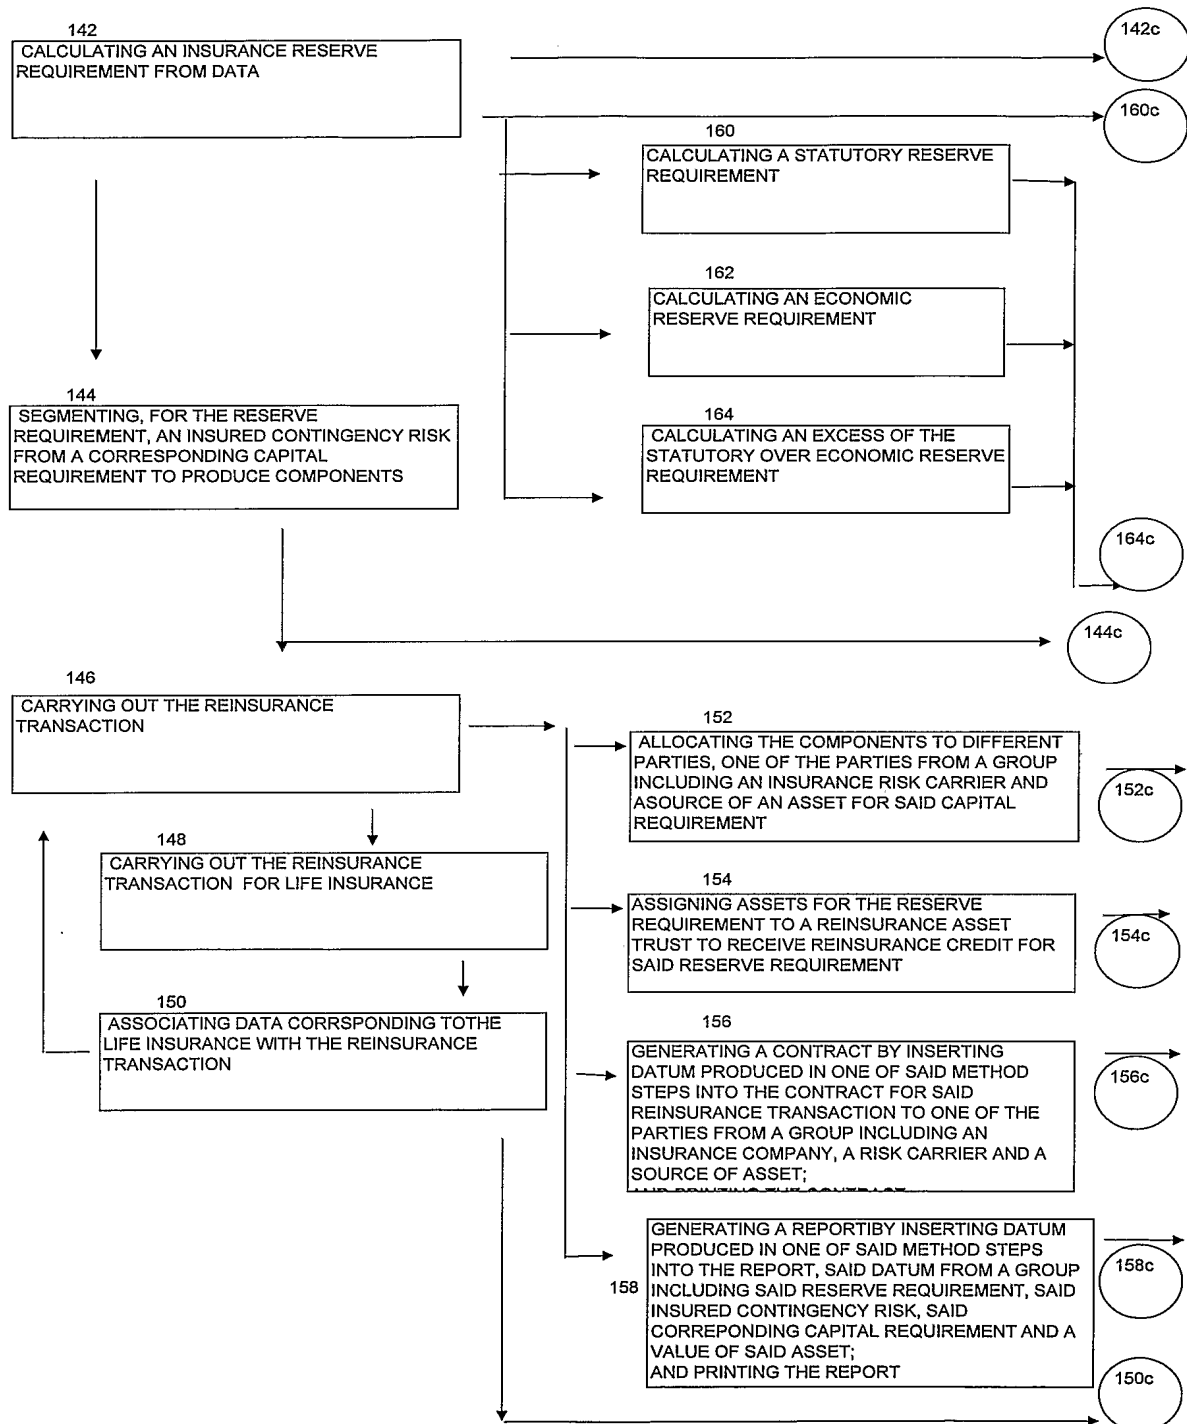 142
CALCULATING AN INSURANCE RESERVE
REQUIREMENT FROM DATA
142c
160c
160
CALCULATING A STATUTORY RESERVE
REQUIREMENT
162
CALCULATING AN ECONOMIC
RESERVE REQUIREMENT
144
SEGMENTING, FOR THE RESERVE
REQUIREMENT, AN INSURED CONTINGENCY RISK
FROM A CORRESPONDING CAPITAL
REQUIREMENT TO PRODUCE COMPONENTS
164
CALCULATING AN EXCESS OF THE
STATUTORY OVER ECONOMIC RESERVE
REQUIREMENT
164c
144c
146
CARRYING OUT THE REINSURANCE
TRANSACTION
152
ALLOCATING THE COMPONENTS TO DIFFERENT
PARTIES, ONE OF THE PARTIES FROM A GROUP
INCLUDING AN INSURANCE RISK CARRIER AND
ASOURCE OF AN ASSET FOR SAID CAPITAL
REQUIREMENT
152c
148
CARRYING OUT THE REINSURANCE
TRANSACTION FOR LIFE INSURANCE
154
ASSIGNING ASSETS FOR THE RESERVE
REQUIREMENT TO A REINSURANCE ASSET
TRUST TO RECEIVE REINSURANCE CREDIT FOR
SAID RESERVE REQUIREMENT
154c
150
ASSOCIATING DATA CORRSPONDING TOTHE
LIFE INSURANCE WITH THE REINSURANCE
TRANSACTION
156
GENERATING A CONTRACT BY INSERTING
DATUM PRODUCED IN ONE OF SAID METHOD
STEPS INTO THE CONTRACT FOR SAID
REINSURANCE TRANSACTION TO ONE OF THE
PARTIES FROM A GROUP INCLUDING AN
INSURANCE COMPANY, A RISK CARRIER AND A
SOURCE OF ASSET;
AND PRINTING THE CONTRACT
156c
158
GENERATING A REPORTIBY INSERTING DATUM
PRODUCED IN ONE OF SAID METHOD STEPS
INTO THE REPORT, SAID DATUM FROM A GROUP
INCLUDING SAID RESERVE REQUIREMENT, SAID
INSURED CONTINGENCY RISK, SAID
CORREPONDING CAPITAL REQUIREMENT AND A
VALUE OF SAID ASSET;
AND PRINTING THE REPORT
158c
150c